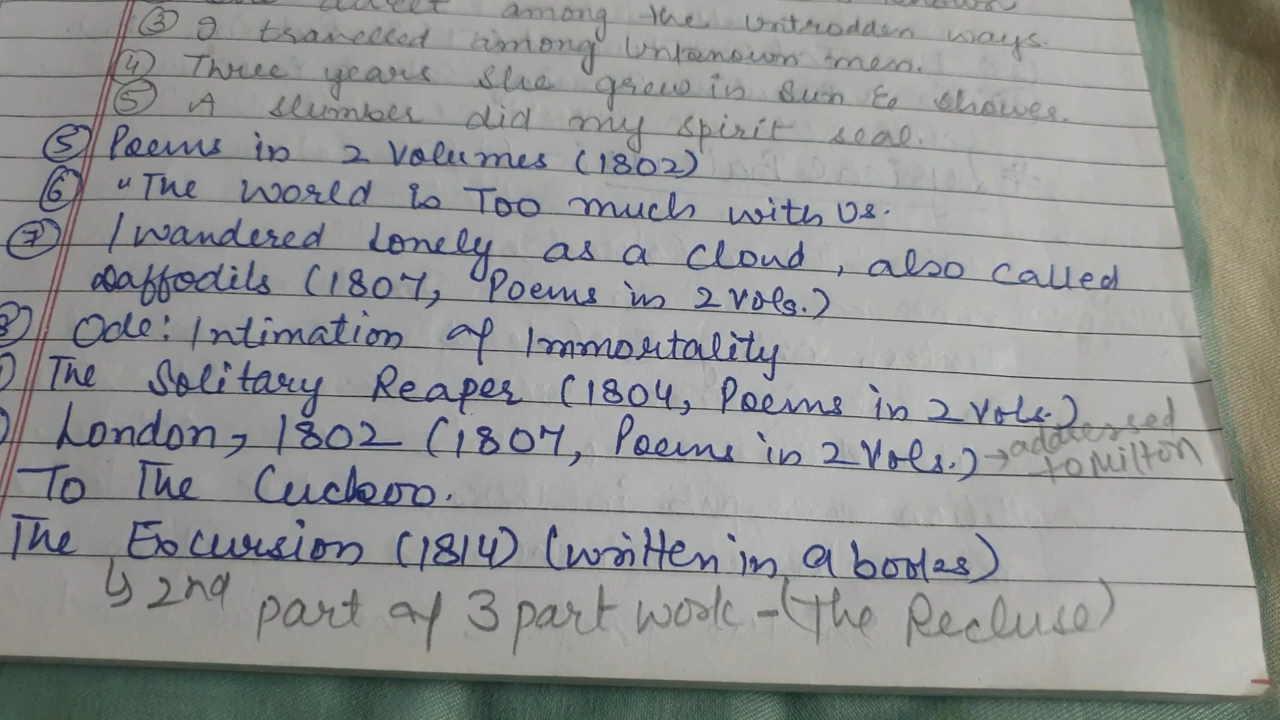 among the untrodden ways.
③ I travelled among unknown men.
④ Three years she grew in Sun & shower.
⑤ A slumber did my spirit seal.
⑤ Poems in 2 volumes (1802)
⑥ "The World is Too much with Us.
⑦ I wandered lonely as a cloud, also called
Daffodils (1807, Poems in 2 vols.)
8) Ode: Intimation of Immortality
) The Solitary Reaper (1804, Poems in 2 Vols.)
) London, 1802 (1807, Poems in 2 Vols.) → addressed to Milton
To The Cuckoo.
The Excursion (1814) (written in 9 books)
↳ 2nd part of 3 part work - (The Recluse)